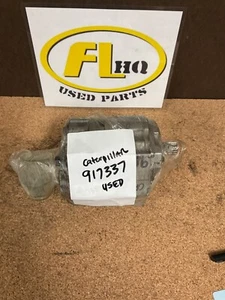 FL HQ
USED PARTS
Caterpillar
917337
USED